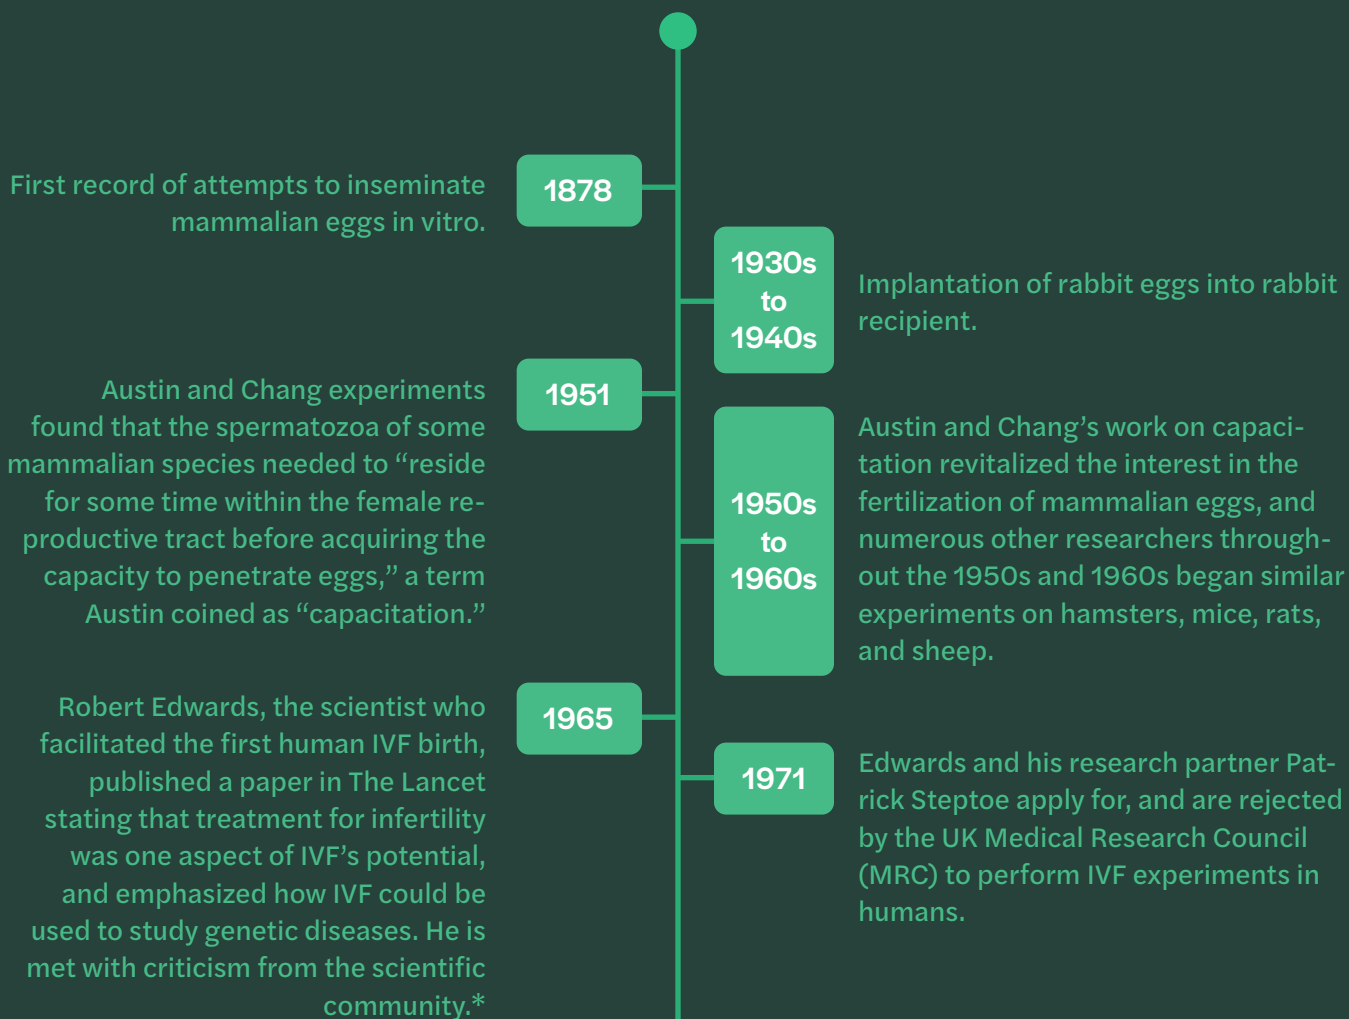 1878
First record of attempts to inseminate
mammalian eggs in vitro.
1930s
to
1940s
Implantation of rabbit eggs into rabbit
recipient.
1951
Austin and Chang experiments
found that the spermatozoa of some
mammalian species needed to “reside
for some time within the female re-
productive tract before acquiring the
capacity to penetrate eggs,” a term
Austin coined as “capacitation.”
1950s
to
1960s
Austin and Chang’s work on capaci-
tation revitalized the interest in the
fertilization of mammalian eggs, and
numerous other researchers through-
out the 1950s and 1960s began similar
experiments on hamsters, mice, rats,
and sheep.
1965
Robert Edwards, the scientist who
facilitated the first human IVF birth,
published a paper in The Lancet
stating that treatment for infertility
was one aspect of IVF’s potential,
and emphasized how IVF could be
used to study genetic diseases. He is
met with criticism from the scientific
community.*
1971
Edwards and his research partner Pat-
rick Steptoe apply for, and are rejected
by the UK Medical Research Council
(MRC) to perform IVF experiments in
humans.